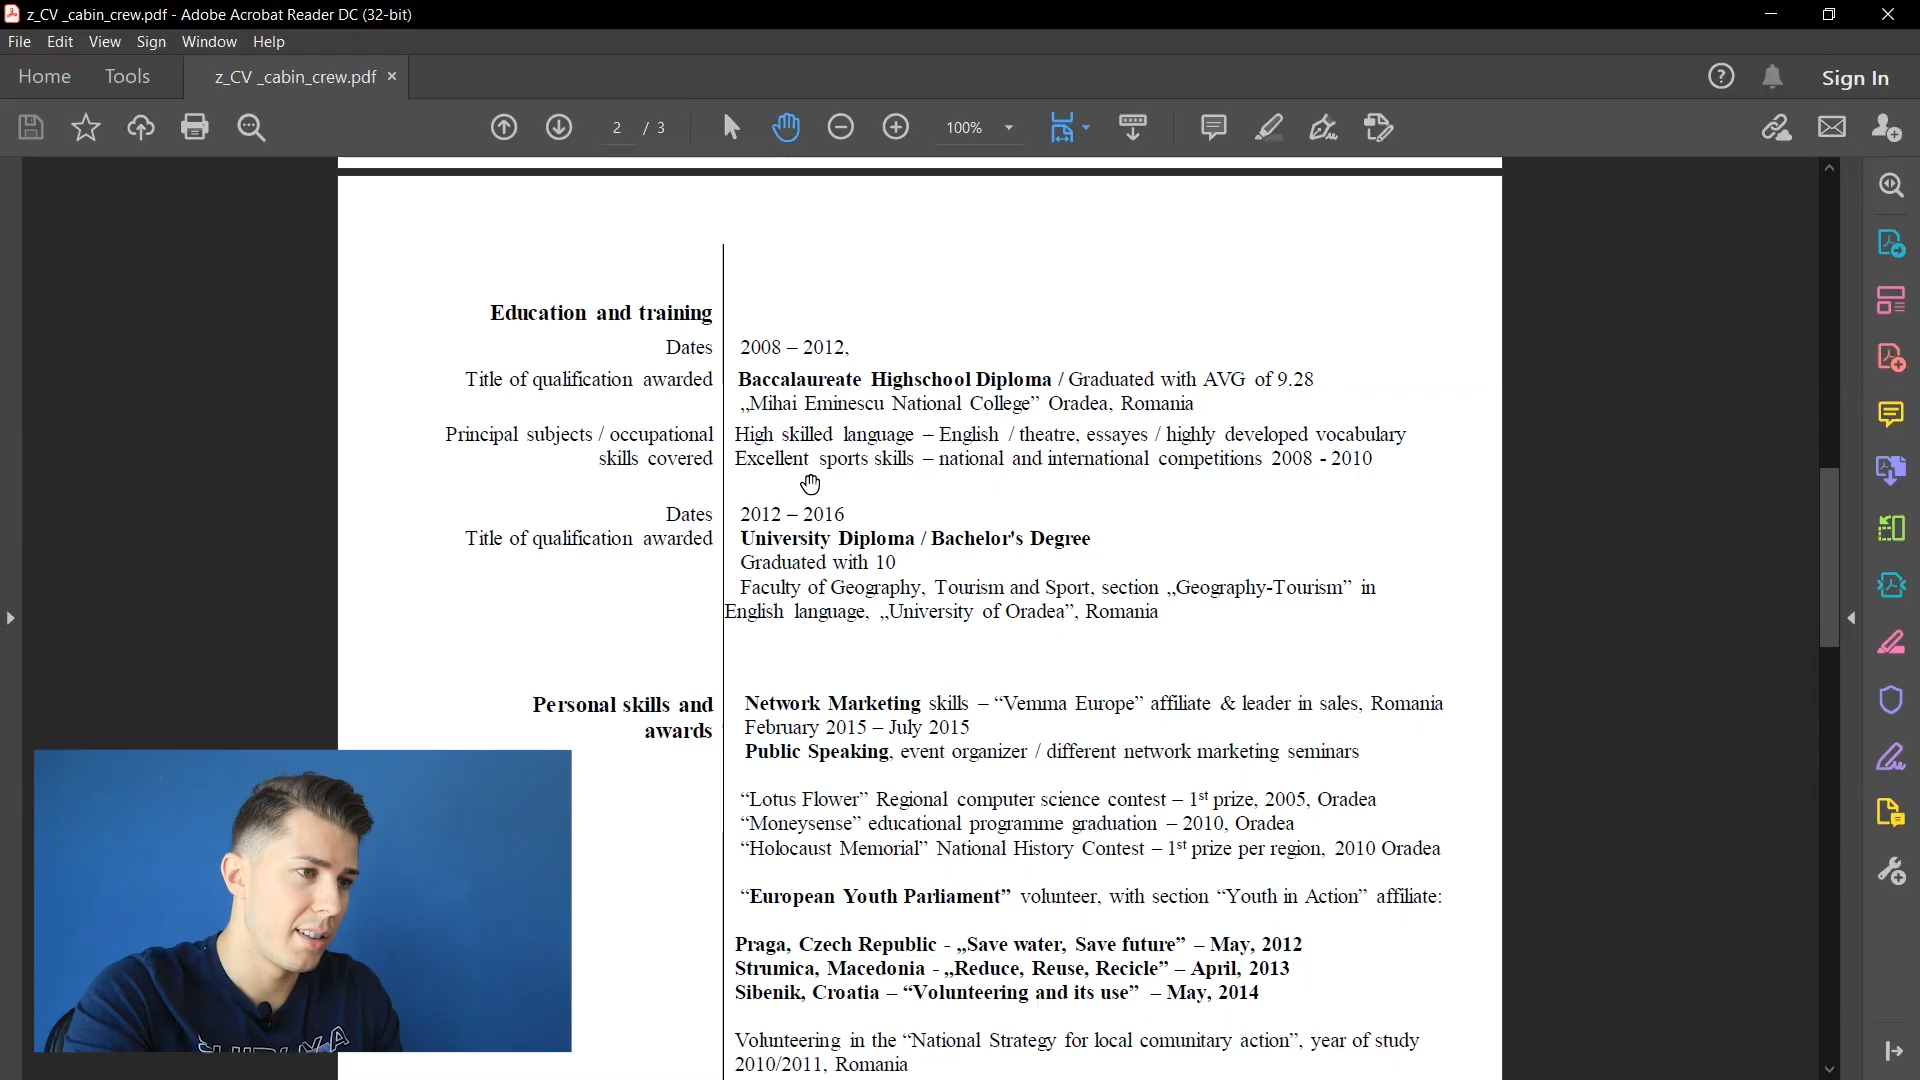 z_CV _cabin_crew.pdf - Adobe Acrobat Reader DC (32-bit)
File Edit View Sign Window Help
Home Tools z_CV _cabin_crew.pdf × Sign In
2 / 3 100%
Education and training
Dates 2008 – 2012,
Title of qualification awarded Baccalaureate Highschool Diploma / Graduated with AVG of 9.28
„Mihai Eminescu National College” Oradea, Romania
Principal subjects / occupational High skilled language – English / theatre, essayes / highly developed vocabulary
skills covered Excellent sports skills – national and international competitions 2008 - 2010
Dates 2012 – 2016
Title of qualification awarded University Diploma / Bachelor's Degree
Graduated with 10
Faculty of Geography, Tourism and Sport, section „Geography-Tourism” in
English language, „University of Oradea”, Romania
Personal skills and Network Marketing skills – “Vemma Europe” affiliate & leader in sales, Romania
awards February 2015 – July 2015
Public Speaking, event organizer / different network marketing seminars
“Lotus Flower” Regional computer science contest – 1st prize, 2005, Oradea
“Moneysense” educational programme graduation – 2010, Oradea
“Holocaust Memorial” National History Contest – 1st prize per region, 2010 Oradea
“European Youth Parliament” volunteer, with section “Youth in Action” affiliate:
Praga, Czech Republic - „Save water, Save future” – May, 2012
Strumica, Macedonia - „Reduce, Reuse, Recicle” – April, 2013
Sibenik, Croatia – “Volunteering and its use” – May, 2014
Volunteering in the “National Strategy for local comunitary action”, year of study
2010/2011, Romania